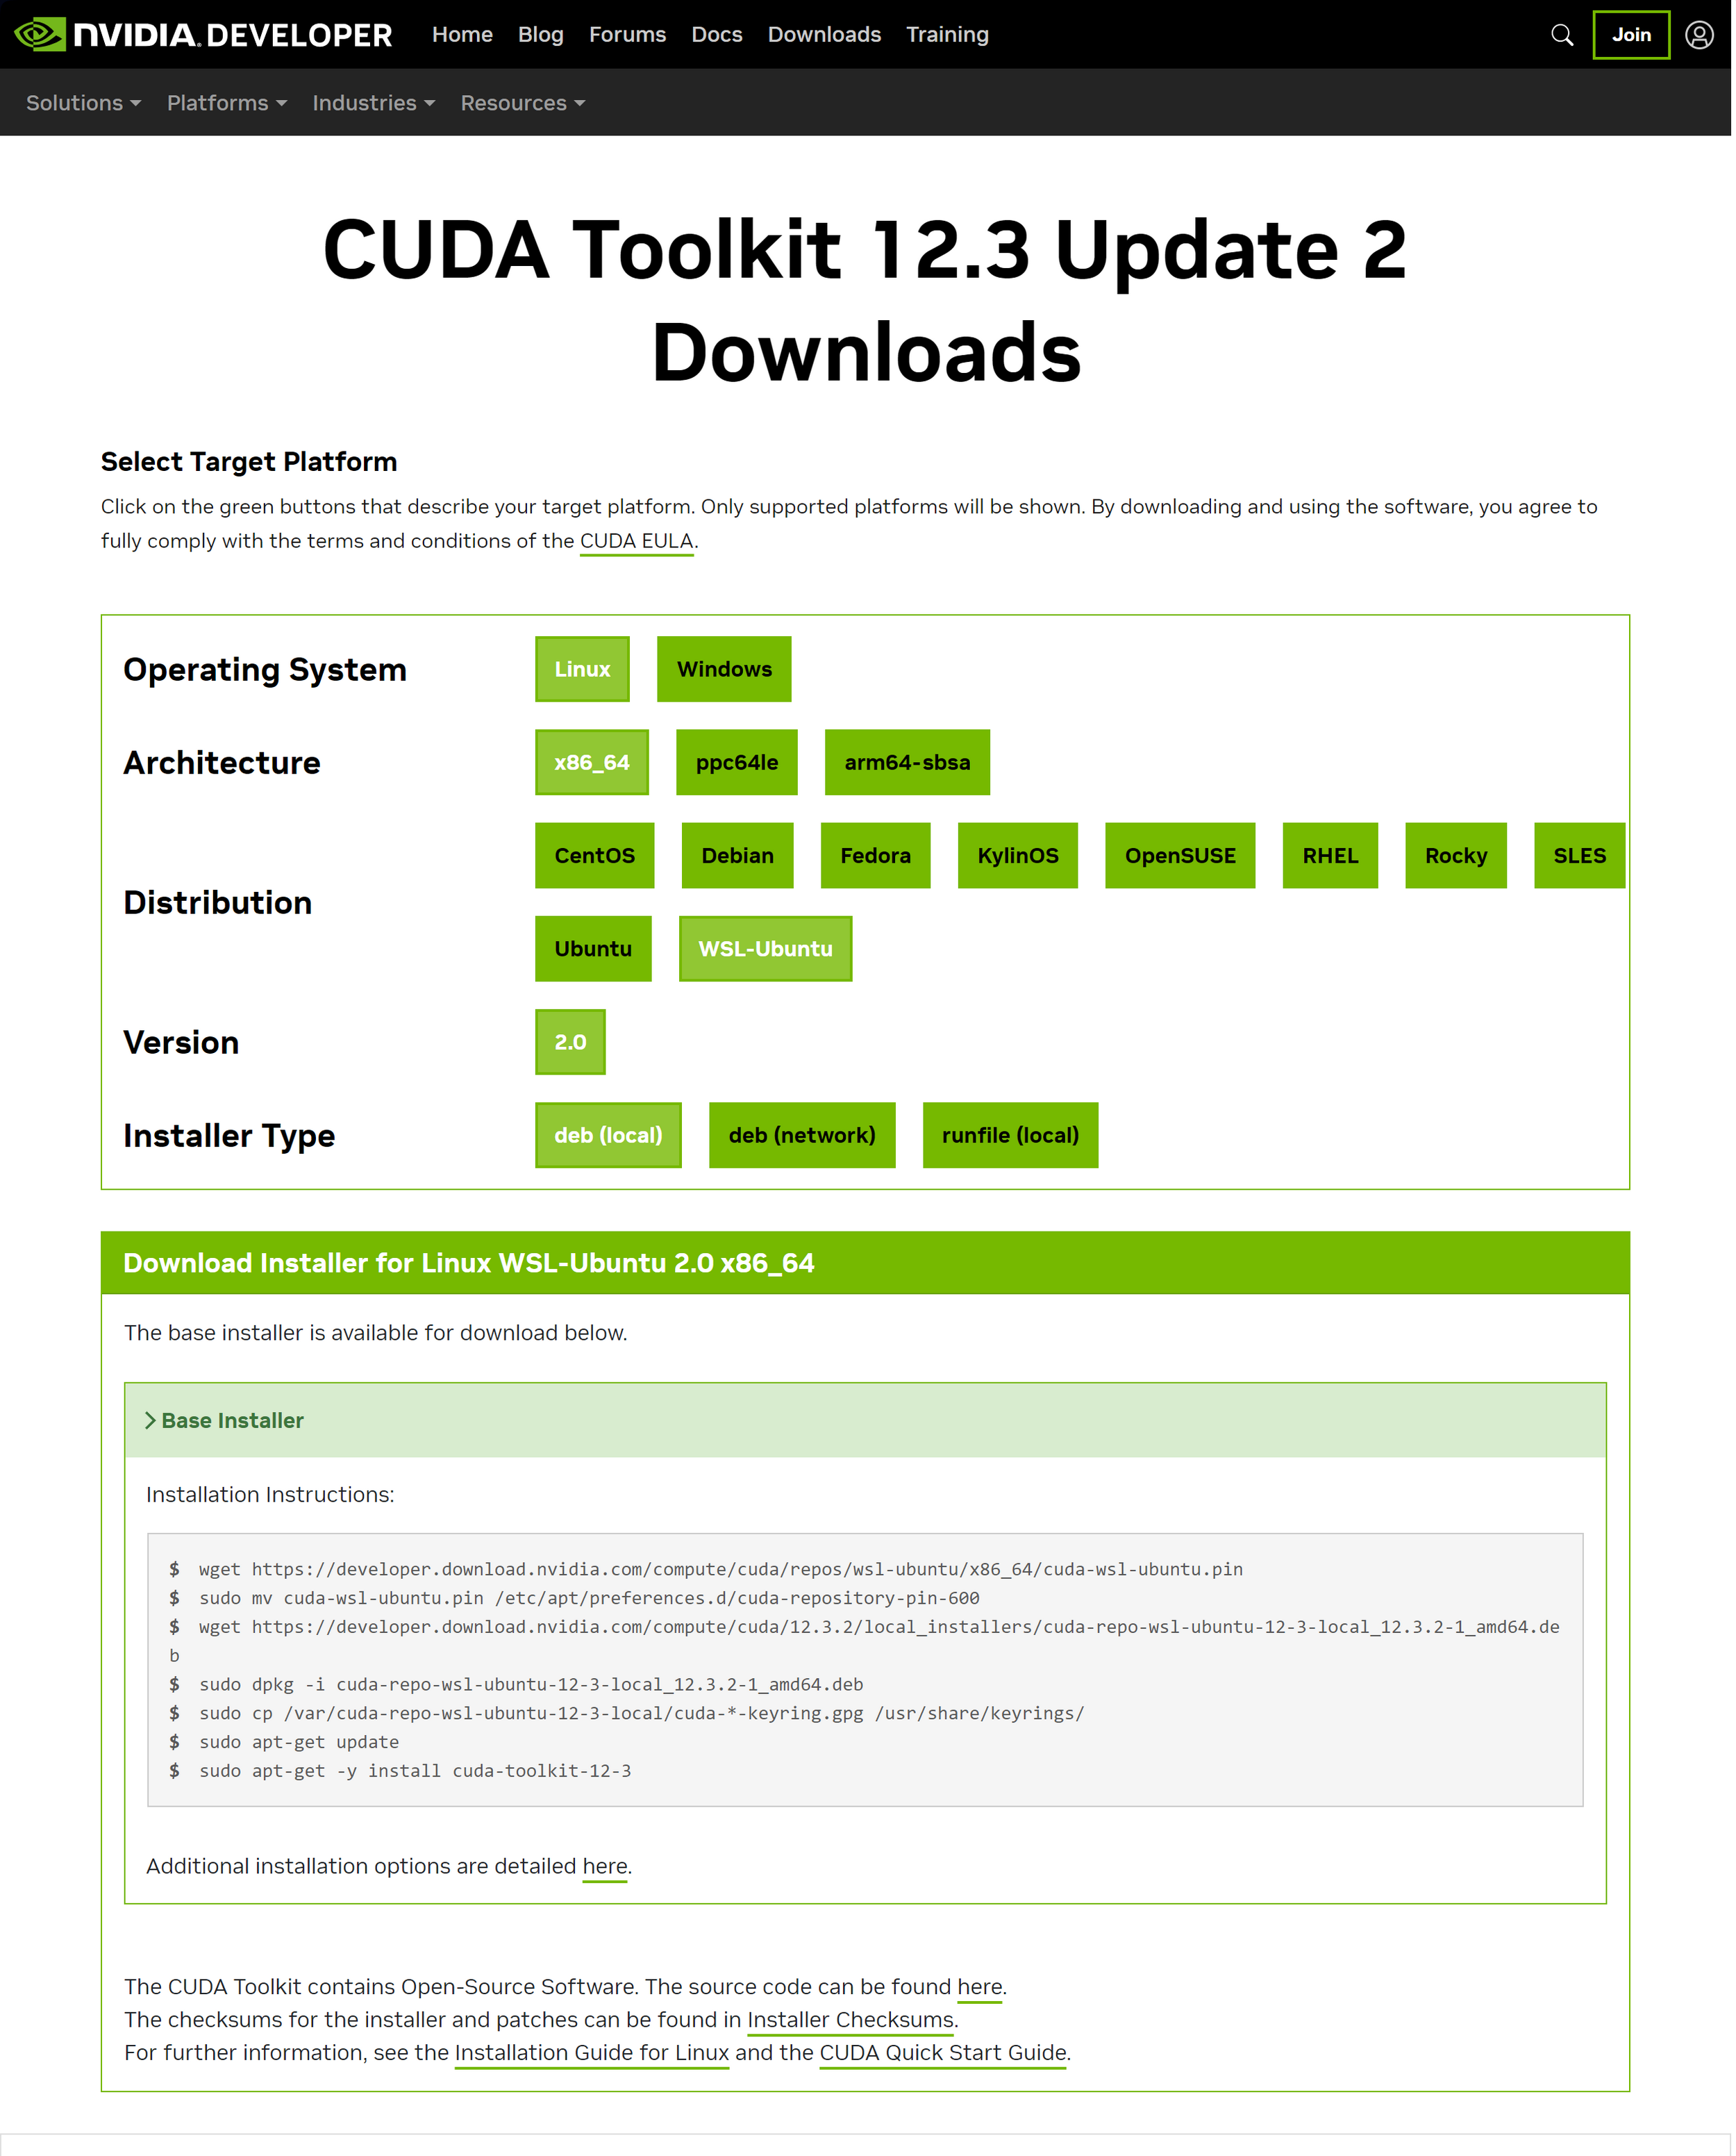 NVIDIA. DEVELOPER Home Blog Forums Docs Downloads Training Join
Solutions Platforms Industries Resources
CUDA Toolkit 12.3 Update 2
Downloads
Select Target Platform
Click on the green buttons that describe your target platform. Only supported platforms will be shown. By downloading and using the software, you agree to
fully comply with the terms and conditions of the CUDA EULA.
Operating System Linux Windows
Architecture x86_64 ppc64le arm64-sbsa
Distribution
CentOS Debian Fedora KylinOS OpenSUSE RHEL Rocky SLES
Ubuntu WSL-Ubuntu
Version 2.0
Installer Type deb (local) deb (network) runfile (local)
Download Installer for Linux WSL-Ubuntu 2.0 x86_64
The base installer is available for download below.
Base Installer
Installation Instructions:
$ wget https://developer.download.nvidia.com/compute/cuda/repos/wsl-ubuntu/x86_64/cuda-wsl-ubuntu.pin
$ sudo mv cuda-wsl-ubuntu.pin /etc/apt/preferences.d/cuda-repository-pin-600
$ wget https://developer.download.nvidia.com/compute/cuda/12.3.2/local_installers/cuda-repo-wsl-ubuntu-12-3-local_12.3.2-1_amd64.de
b
$ sudo dpkg -i cuda-repo-wsl-ubuntu-12-3-local_12.3.2-1_amd64.deb
$ sudo cp /var/cuda-repo-wsl-ubuntu-12-3-local/cuda-*-keyring.gpg /usr/share/keyrings/
$ sudo apt-get update
$ sudo apt-get -y install cuda-toolkit-12-3
Additional installation options are detailed here.
The CUDA Toolkit contains Open-Source Software. The source code can be found here.
The checksums for the installer and patches can be found in Installer Checksums.
For further information, see the Installation Guide for Linux and the CUDA Quick Start Guide.